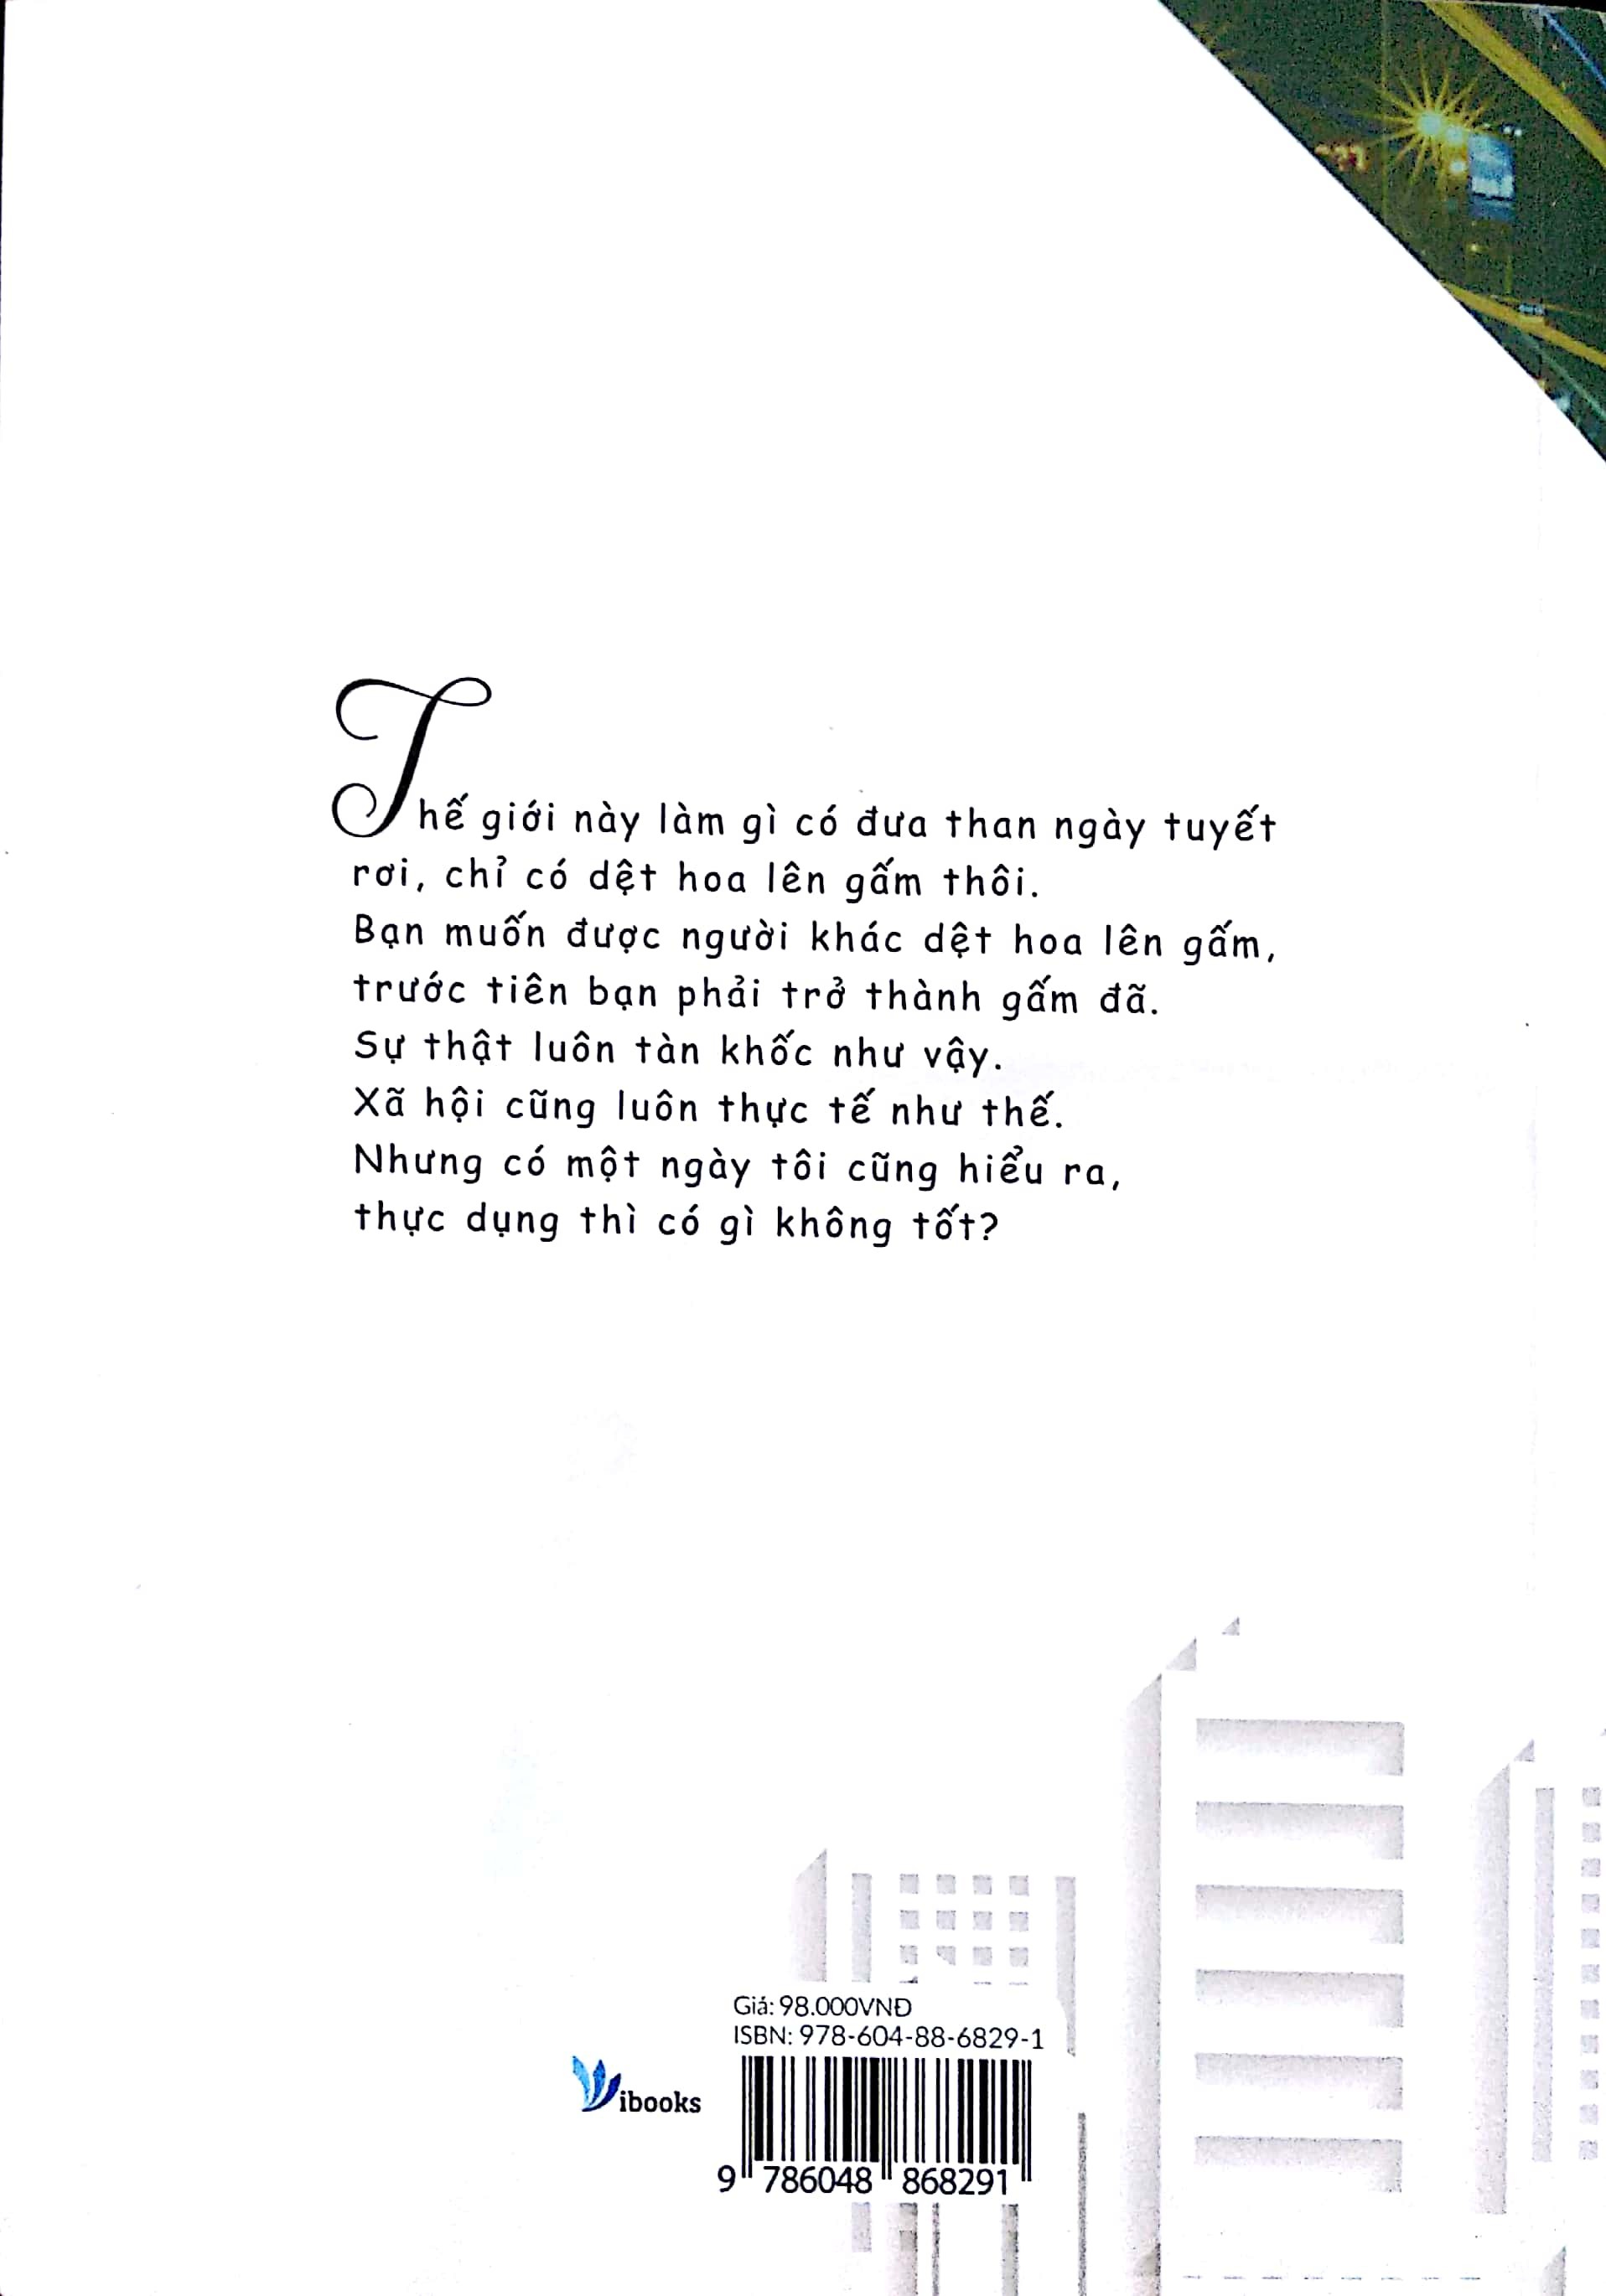 Thế giới này làm gì có đưa than ngày tuyết
rơi, chỉ có dệt hoa lên gấm thôi.
Bạn muốn được người khác dệt hoa lên gấm,
trước tiên bạn phải trở thành gấm đã.
Sự thật luôn tàn khốc như vậy.
Xã hội cũng luôn thực tế như thế.
Nhưng có một ngày tôi cũng hiểu ra,
thực dụng thì có gì không tốt?
Giá: 98.000VNĐ
ISBN: 978-604-88-6829-1
Vibooks
9 786048 868291